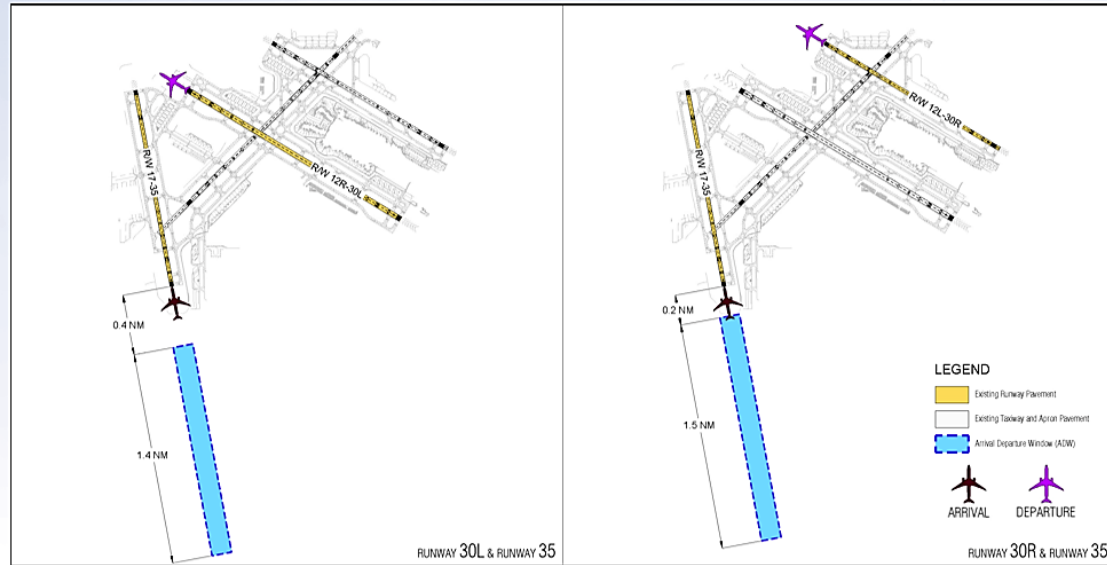 R/W 17-35
R/W 12R-30L
0.4 NM
1.4 NM
RUNWAY 30L & RUNWAY 35
R/W 12L-30R
R/W 17-35
0.2 NM
1.5 NM
LEGEND
Existing Runway Pavement
Existing Taxiway and Apron Pavement
Arrival Departure Window (ADW)
ARRIVAL
DEPARTURE
RUNWAY 30R & RUNWAY 35